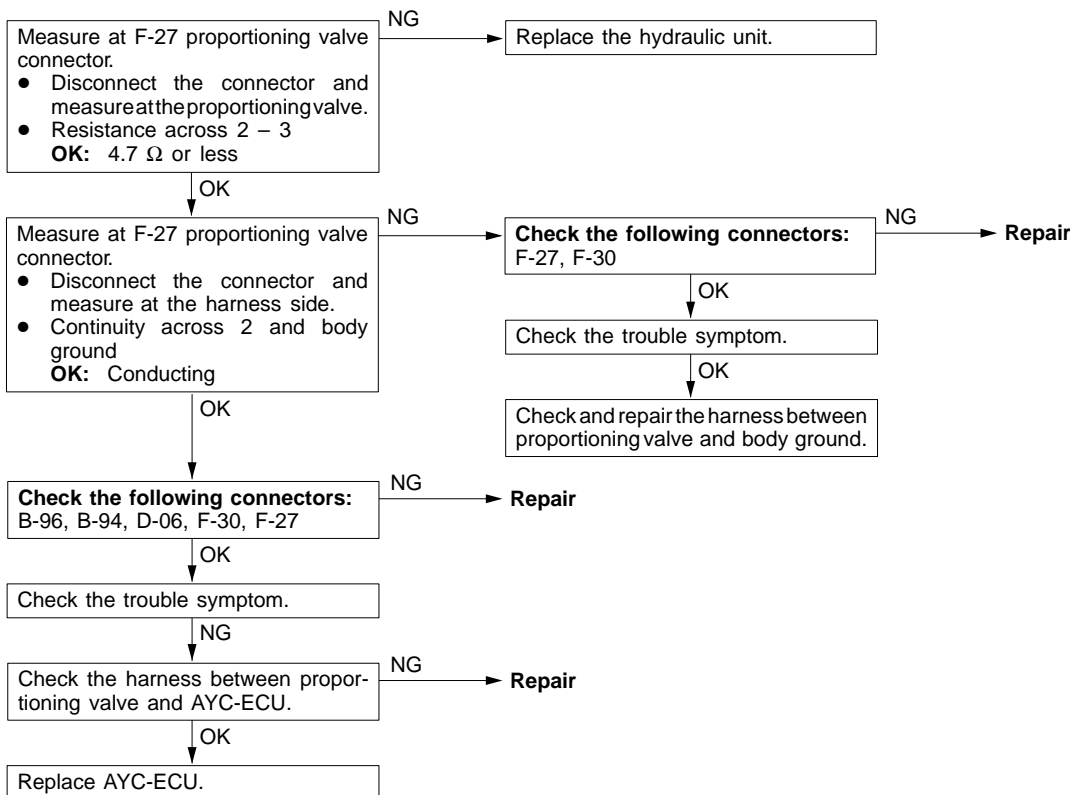 Measure at F-27 proportioning valve
connector.
● Disconnect the connector and
measure at the proportioning valve.
● Resistance across 2 – 3
OK: 4.7 Ω or less
NG
Replace the hydraulic unit.
OK
Measure at F-27 proportioning valve
connector.
● Disconnect the connector and
measure at the harness side.
● Continuity across 2 and body
ground
OK: Conducting
NG
Check the following connectors:
F-27, F-30
NG
Repair
OK
Check the trouble symptom.
OK
Check and repair the harness between
proportioning valve and body ground.
OK
Check the following connectors:
B-96, B-94, D-06, F-30, F-27
NG
Repair
OK
Check the trouble symptom.
NG
Check the harness between propor-
tioning valve and AYC-ECU.
NG
Repair
OK
Replace AYC-ECU.